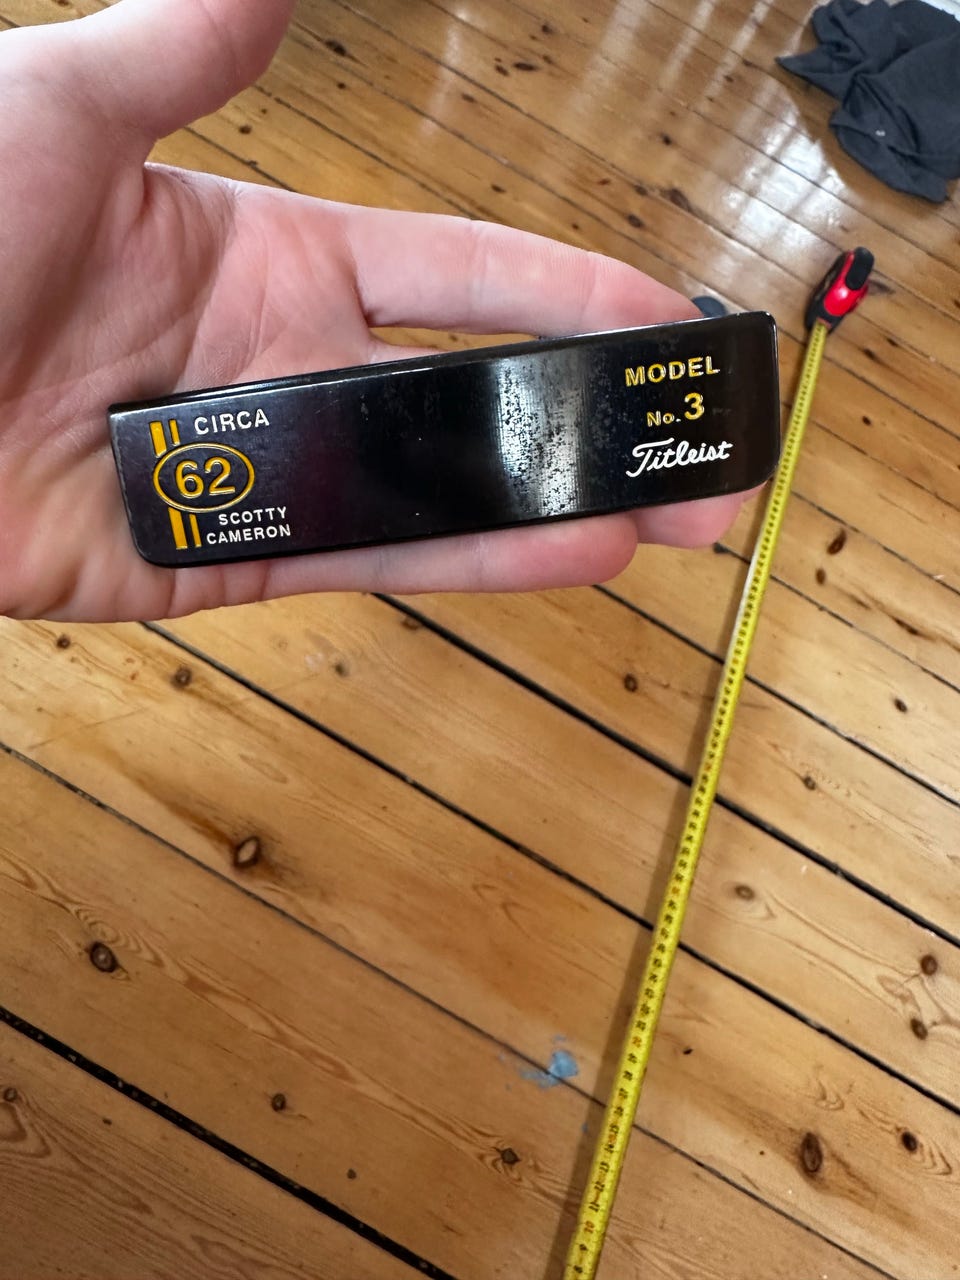 CIRCA
62
SCOTTY
CAMERON
MODEL
No. 3
Titleist